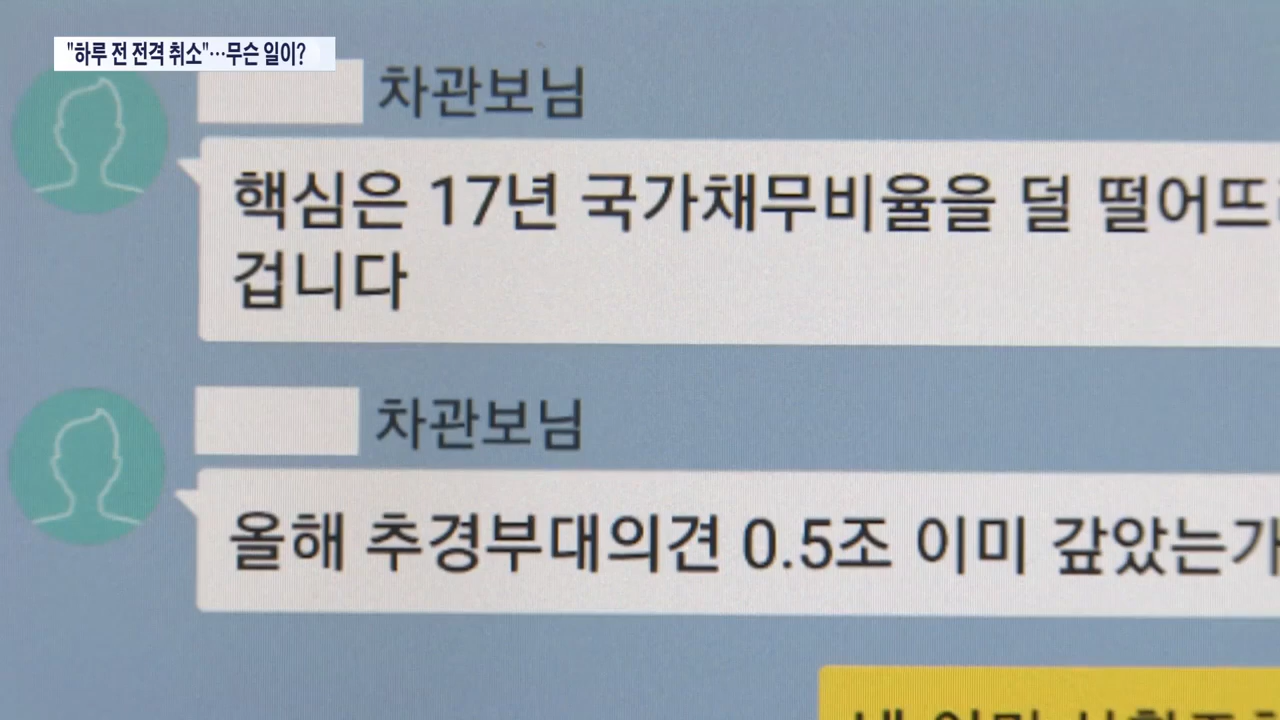 "하루 전 전격 취소"…무슨 일이?
차관보님
핵심은 17년 국가채무비율을 덜 떨어뜨
겁니다
차관보님
올해 추경부대의견 0.5조 이미 갚았는가